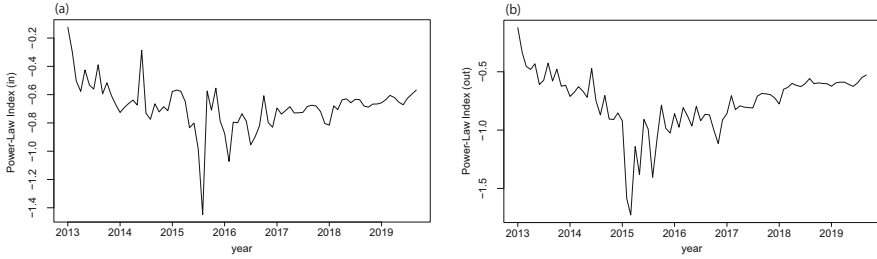 (a)
Power-Law Index (in)
-0.2
-0.4
-0.6
-0.8
-1.0
-1.2
-1.4
2013 2014 2015 2016 2017 2018 2019
year
(b)
Power-Law Index (out)
-0.5
-1.0
-1.5
2013 2014 2015 2016 2017 2018 2019
year